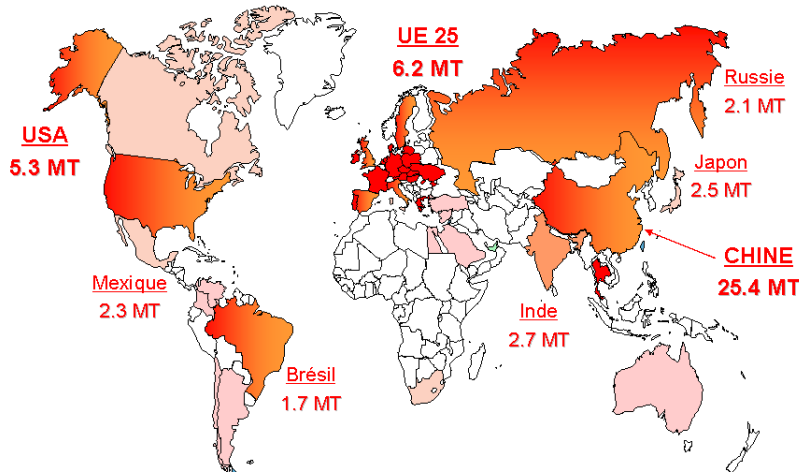 UE 25
6.2 MT
Russie
2.1 MT
USA
5.3 MT
Japon
2.5 MT
CHINE
25.4 MT
Mexique
2.3 MT
Inde
2.7 MT
Brésil
1.7 MT